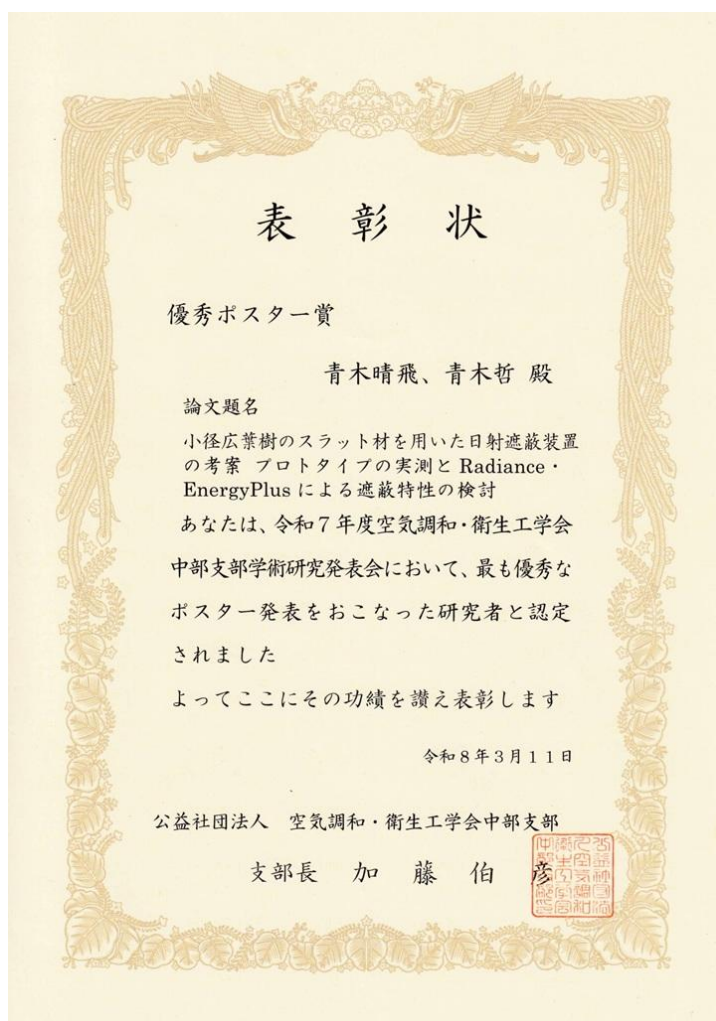 表彰状
優秀ポスター賞
青木晴飛、青木哲 殿
論文題名
小径広葉樹のスラット材を用いた日射遮蔽装置
の考案 プロトタイプの実測と Radiance・
EnergyPlus による遮蔽特性の検討
あなたは、令和７年度空気調和・衛生工学会
中部支部学術研究発表会において、最も優秀な
ポスター発表をおこなった研究者と認定
されました
よってここにその功績を讃え表彰します
令和８年３月１１日
公益社団法人 空気調和・衛生工学会中部支部
支部長 加藤伯彦